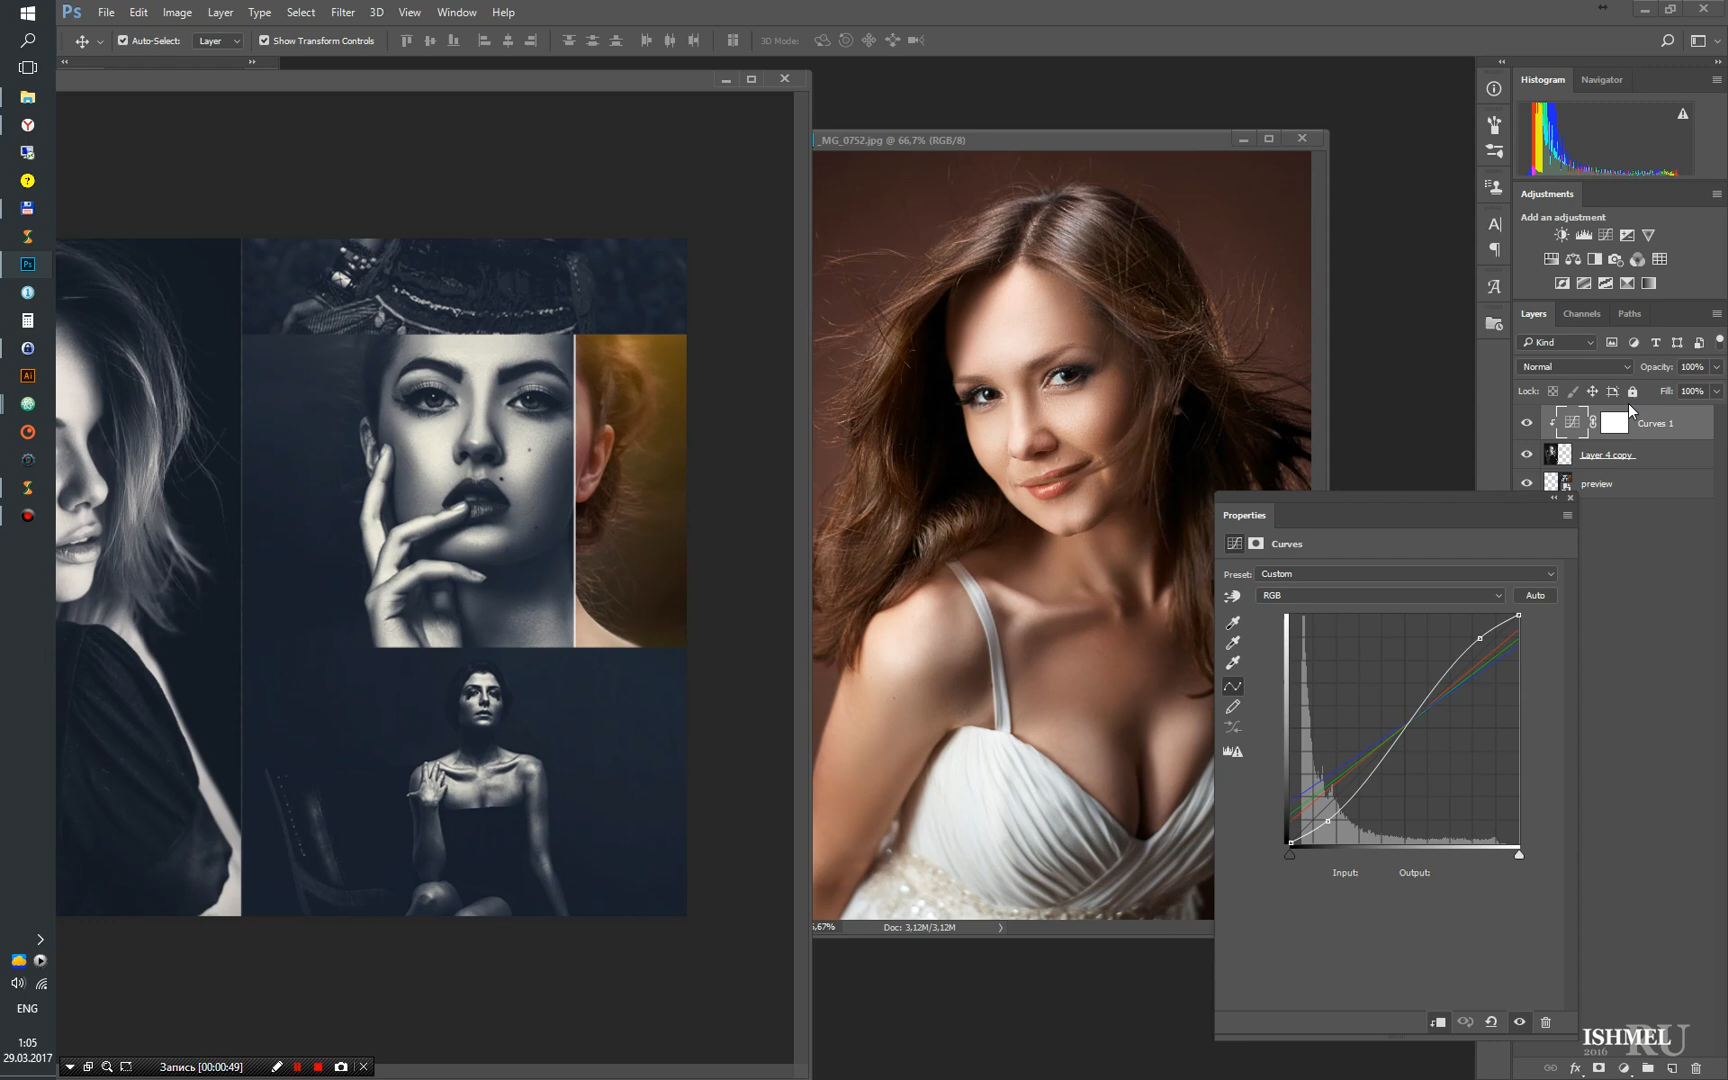 Ps File Edit Image Layer Type Select Filter 3D View Window Help
Auto-Select: Layer Show Transform Controls 3D Mode:
_MG_0752.jpg @ 66,7% (RGB/8)
Histogram Navigator
Adjustments
Add an adjustment
Layers Channels Paths
Kind
Normal Opacity: 100%
Lock: Fill: 100%
Curves 1
Layer 4 copy
preview
Properties
Curves
Preset: Custom
RGB Auto
Input: Output:
Doc: 3,12M/3,12M
Ps
Ai
ENG
1:05
29.03.2017
Запись [00:00:49]
ISHMEL
2016 RU